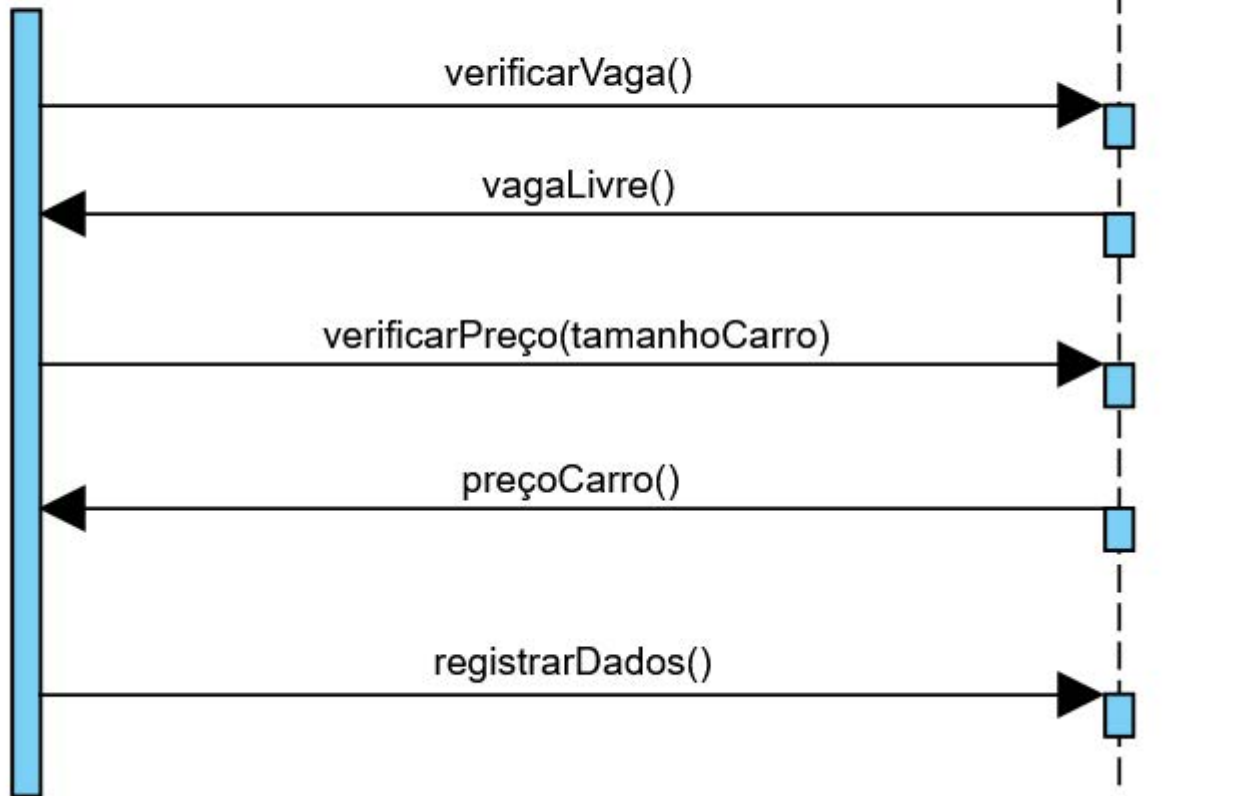 verificarVaga()
vagaLivre()
verificarPreço(tamanhoCarro)
preçoCarro()
registrarDados()